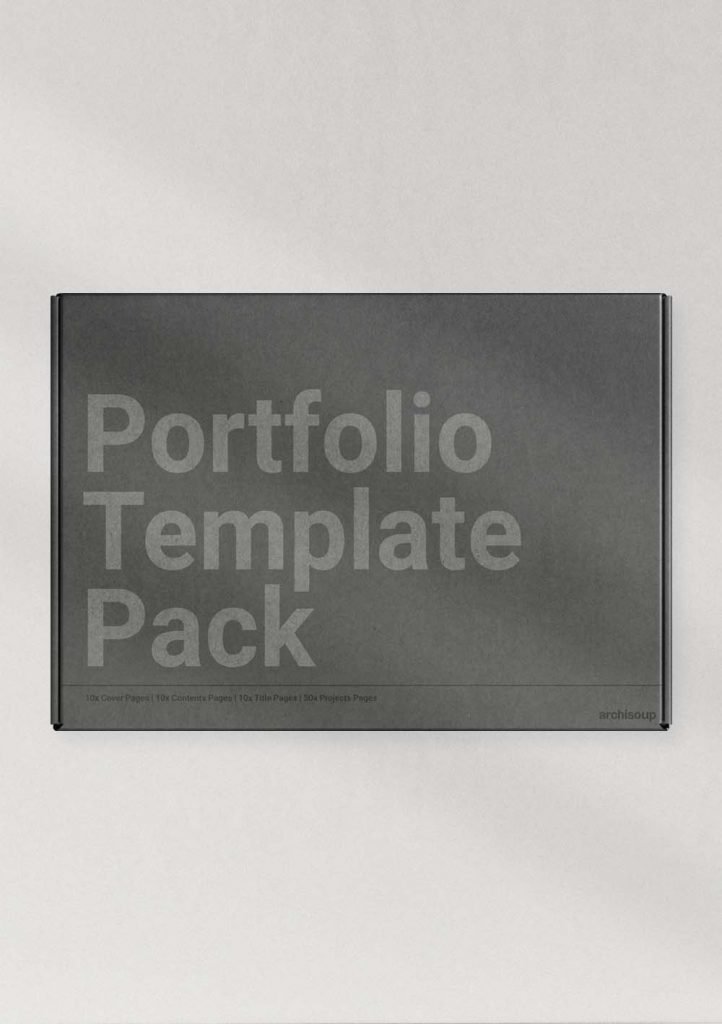 Portfolio
Template
Pack
10x Cover Pages | 10x Contents Pages | 10x Title Pages | 50x Projects Pages
archisoup